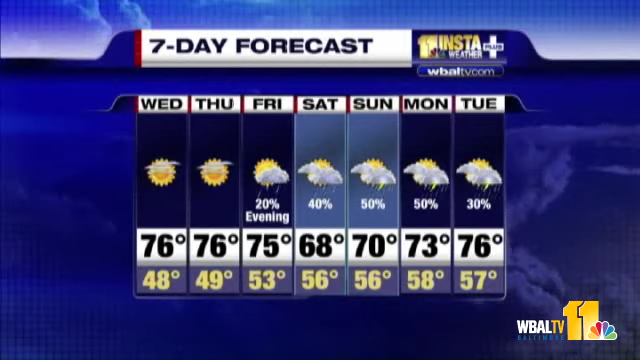 7-DAY FORECAST
11 INSTA
WEATHER PLUS
wbaltv.com
WED THU FRI SAT SUN MON TUE
20% 40% 50% 50% 30%
Evening
76° 76° 75° 68° 70° 73° 76°
48° 49° 53° 56° 56° 58° 57°
WBALTV 11
BALTIMORE